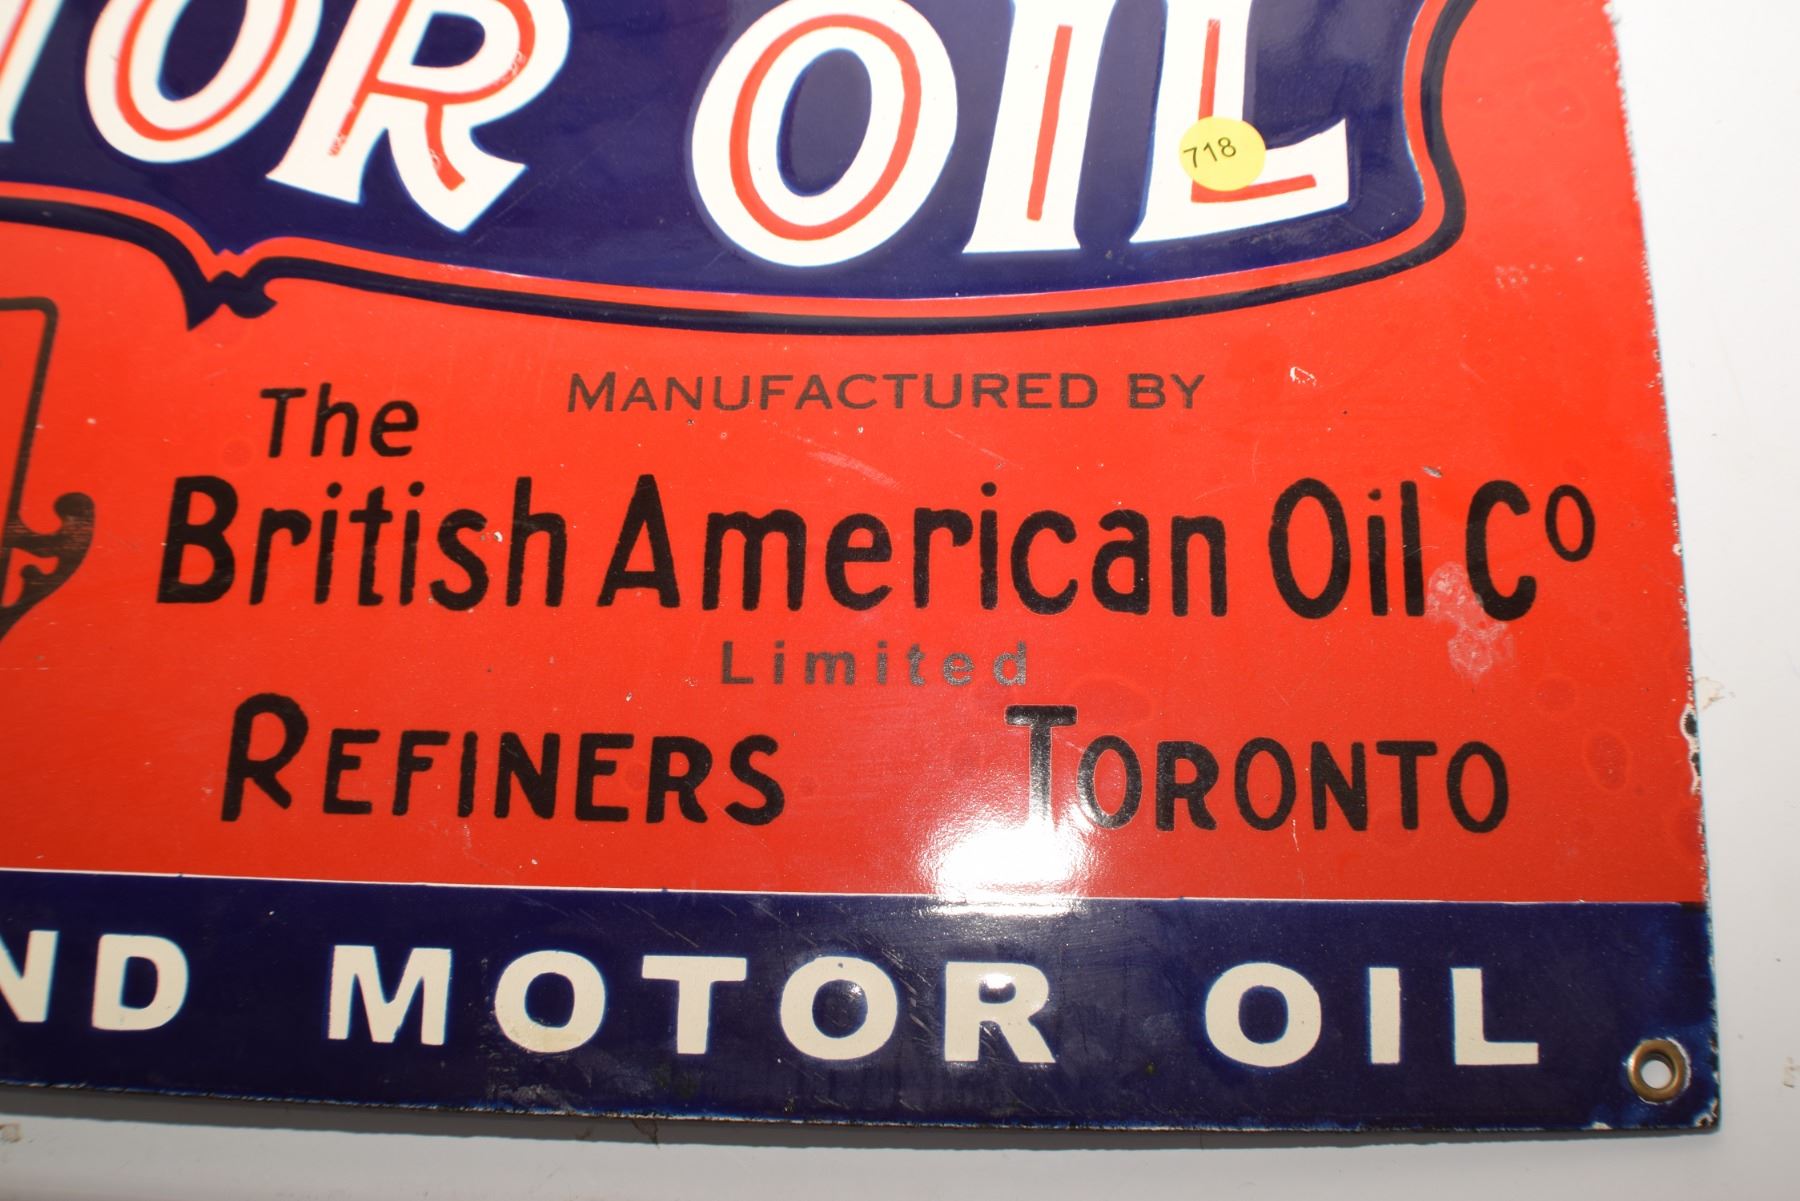 OR OIL
718
MANUFACTURED BY
The
British American Oil Co
Limited
REFINERS TORONTO
ND MOTOR OIL